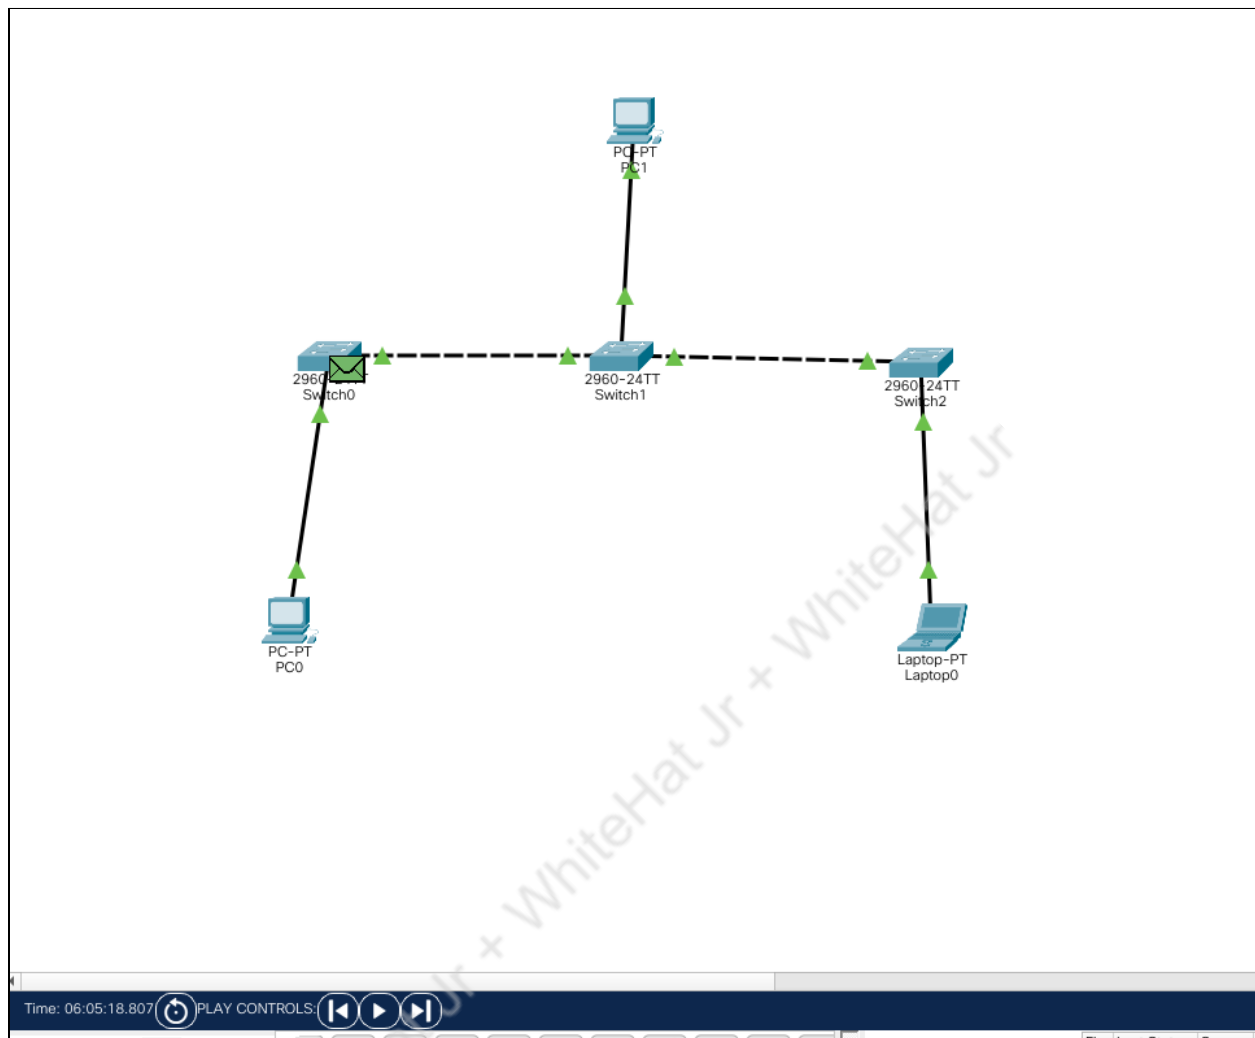 PC-PT
PC1
2960-24TT
Switch0
2960-24TT
Switch1
2960-24TT
Switch2
PC-PT
PC0
Laptop-PT
Laptop0
WhiteHat Jr + WhiteHat Jr
Time: 06:05:18.807 PLAY CONTROLS: